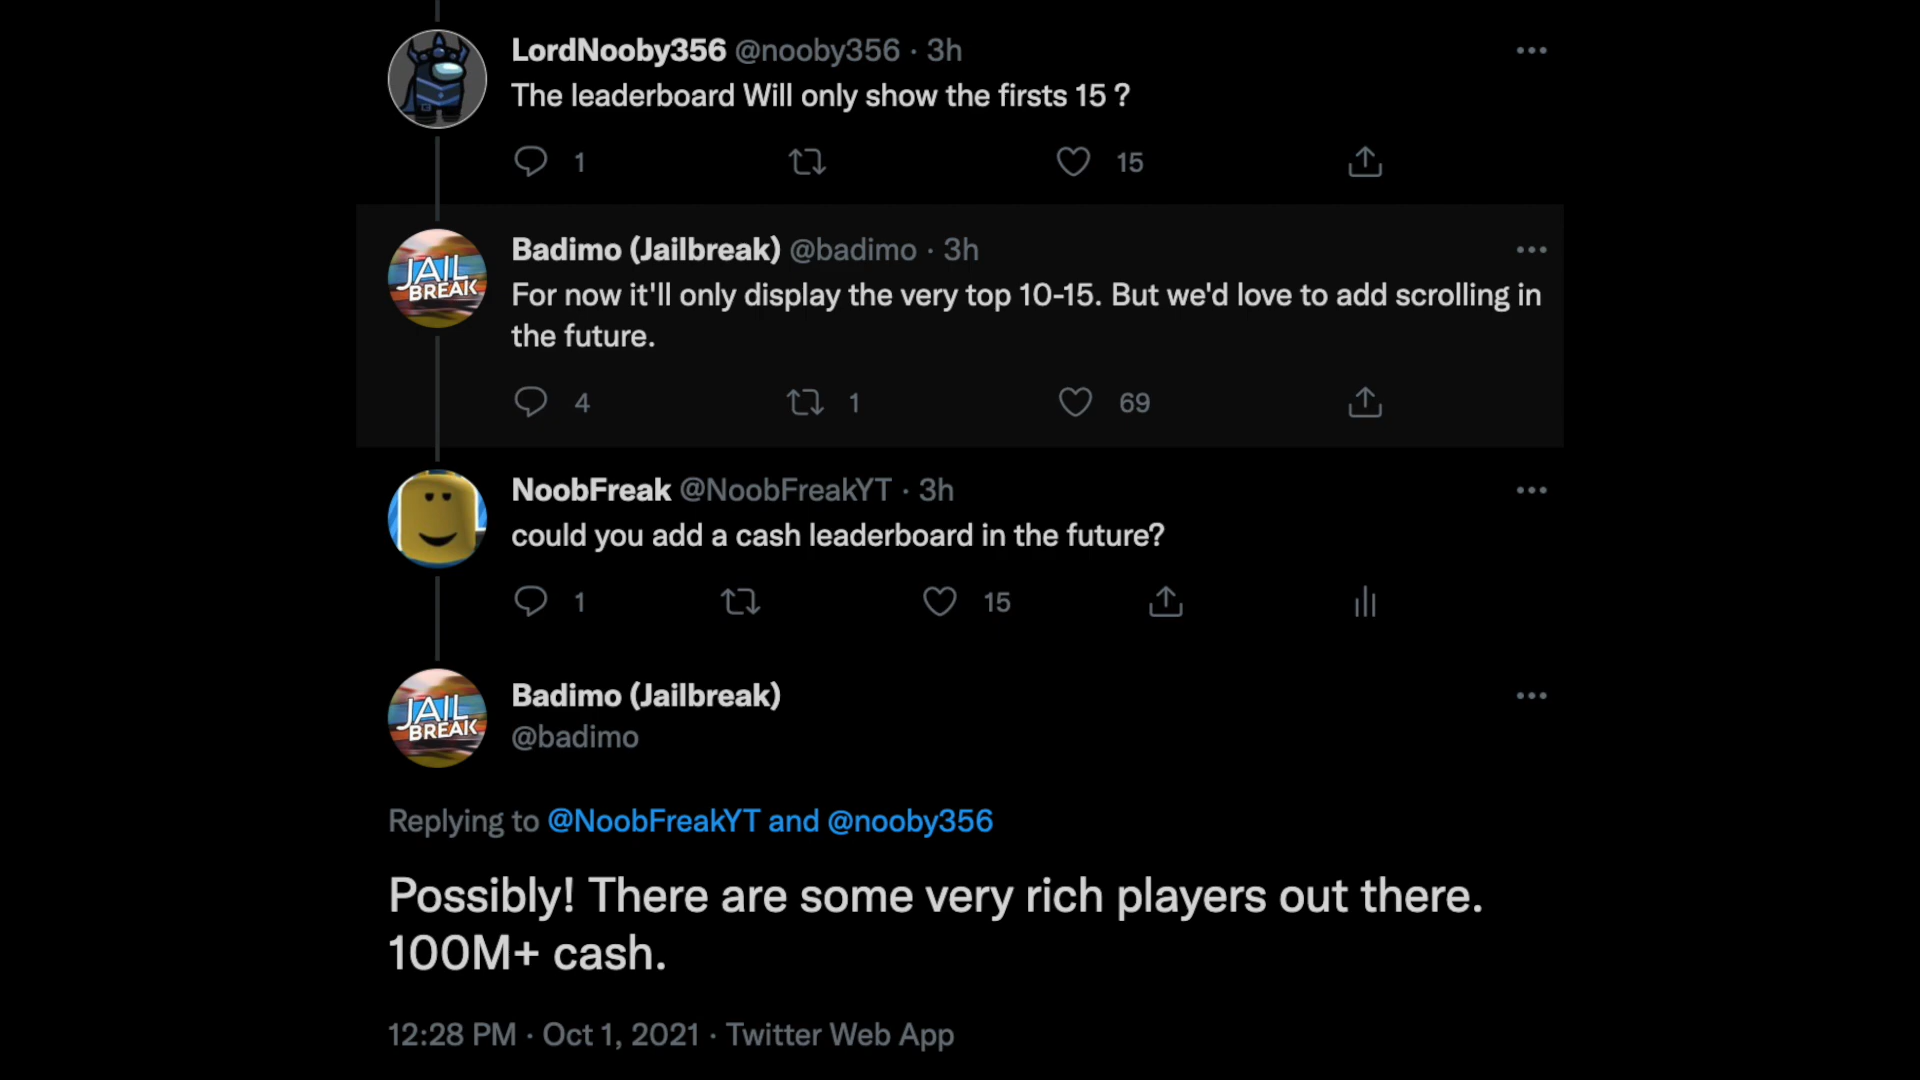 LordNooby356 @nooby356 · 3h
The leaderboard Will only show the firsts 15 ?
1 15
JAIL
BREAK
Badimo (Jailbreak) @badimo · 3h
For now it'll only display the very top 10-15. But we'd love to add scrolling in
the future.
4 1 69
NoobFreak @NoobFreakYT · 3h
could you add a cash leaderboard in the future?
1 15
JAIL
BREAK
Badimo (Jailbreak)
@badimo
Replying to @NoobFreakYT and @nooby356
Possibly! There are some very rich players out there.
100M+ cash.
12:28 PM · Oct 1, 2021 · Twitter Web App